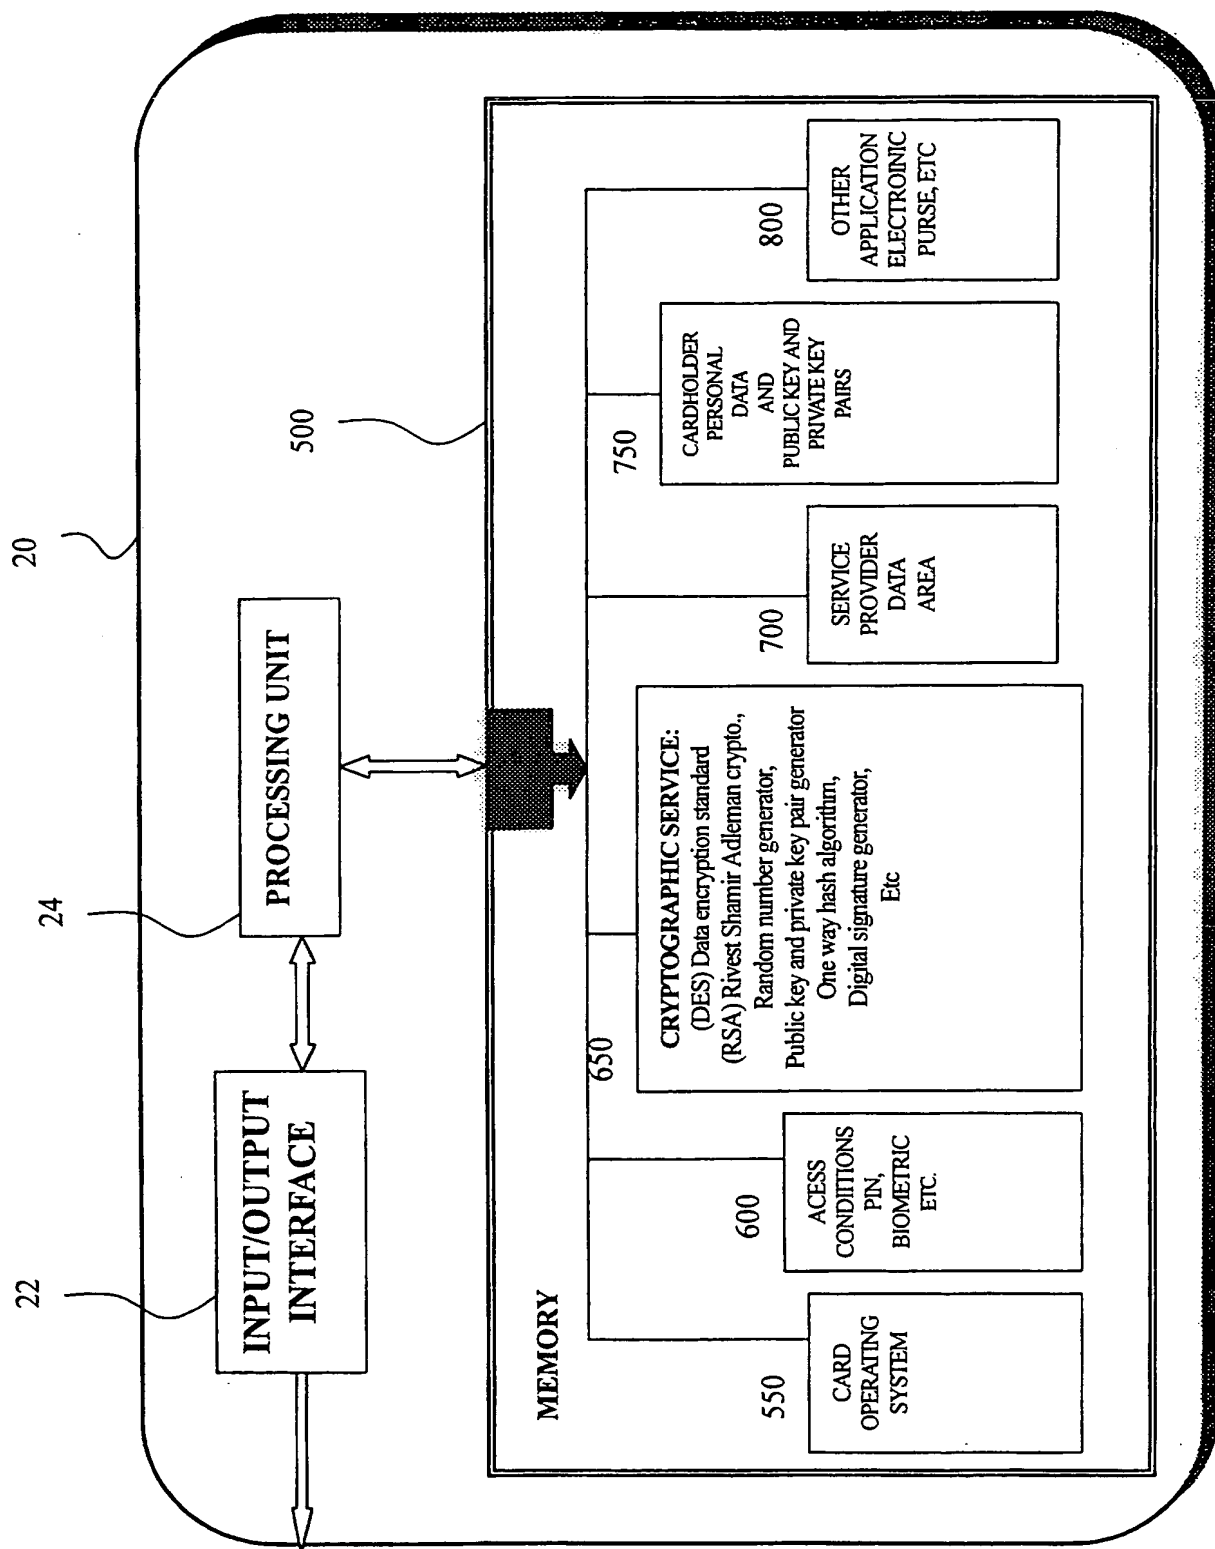 20
22
INPUT/OUTPUT
INTERFACE
24
PROCESSING UNIT
500
MEMORY
550
CARD
OPERATING
SYSTEM
600
ACESS
CONDITIONS
PIN,
BIOMETRIC
ETC.
650
CRYPTOGRAPHIC SERVICE:
(DES) Data encryption standard
(RSA) Rivest Shamir Adleman crypto.,
Random number generator,
Public key and private key pair generator
One way hash algorithm,
Digital signature generator,
Etc
700
SERVICE
PROVIDER
DATA
AREA
750
CARDHOLDER
PERSONAL
DATA
AND
PUBLIC KEY AND
PRIVATE KEY
PAIRS
800
OTHER
APPLICATION
ELECTROINIC
PURSE, ETC